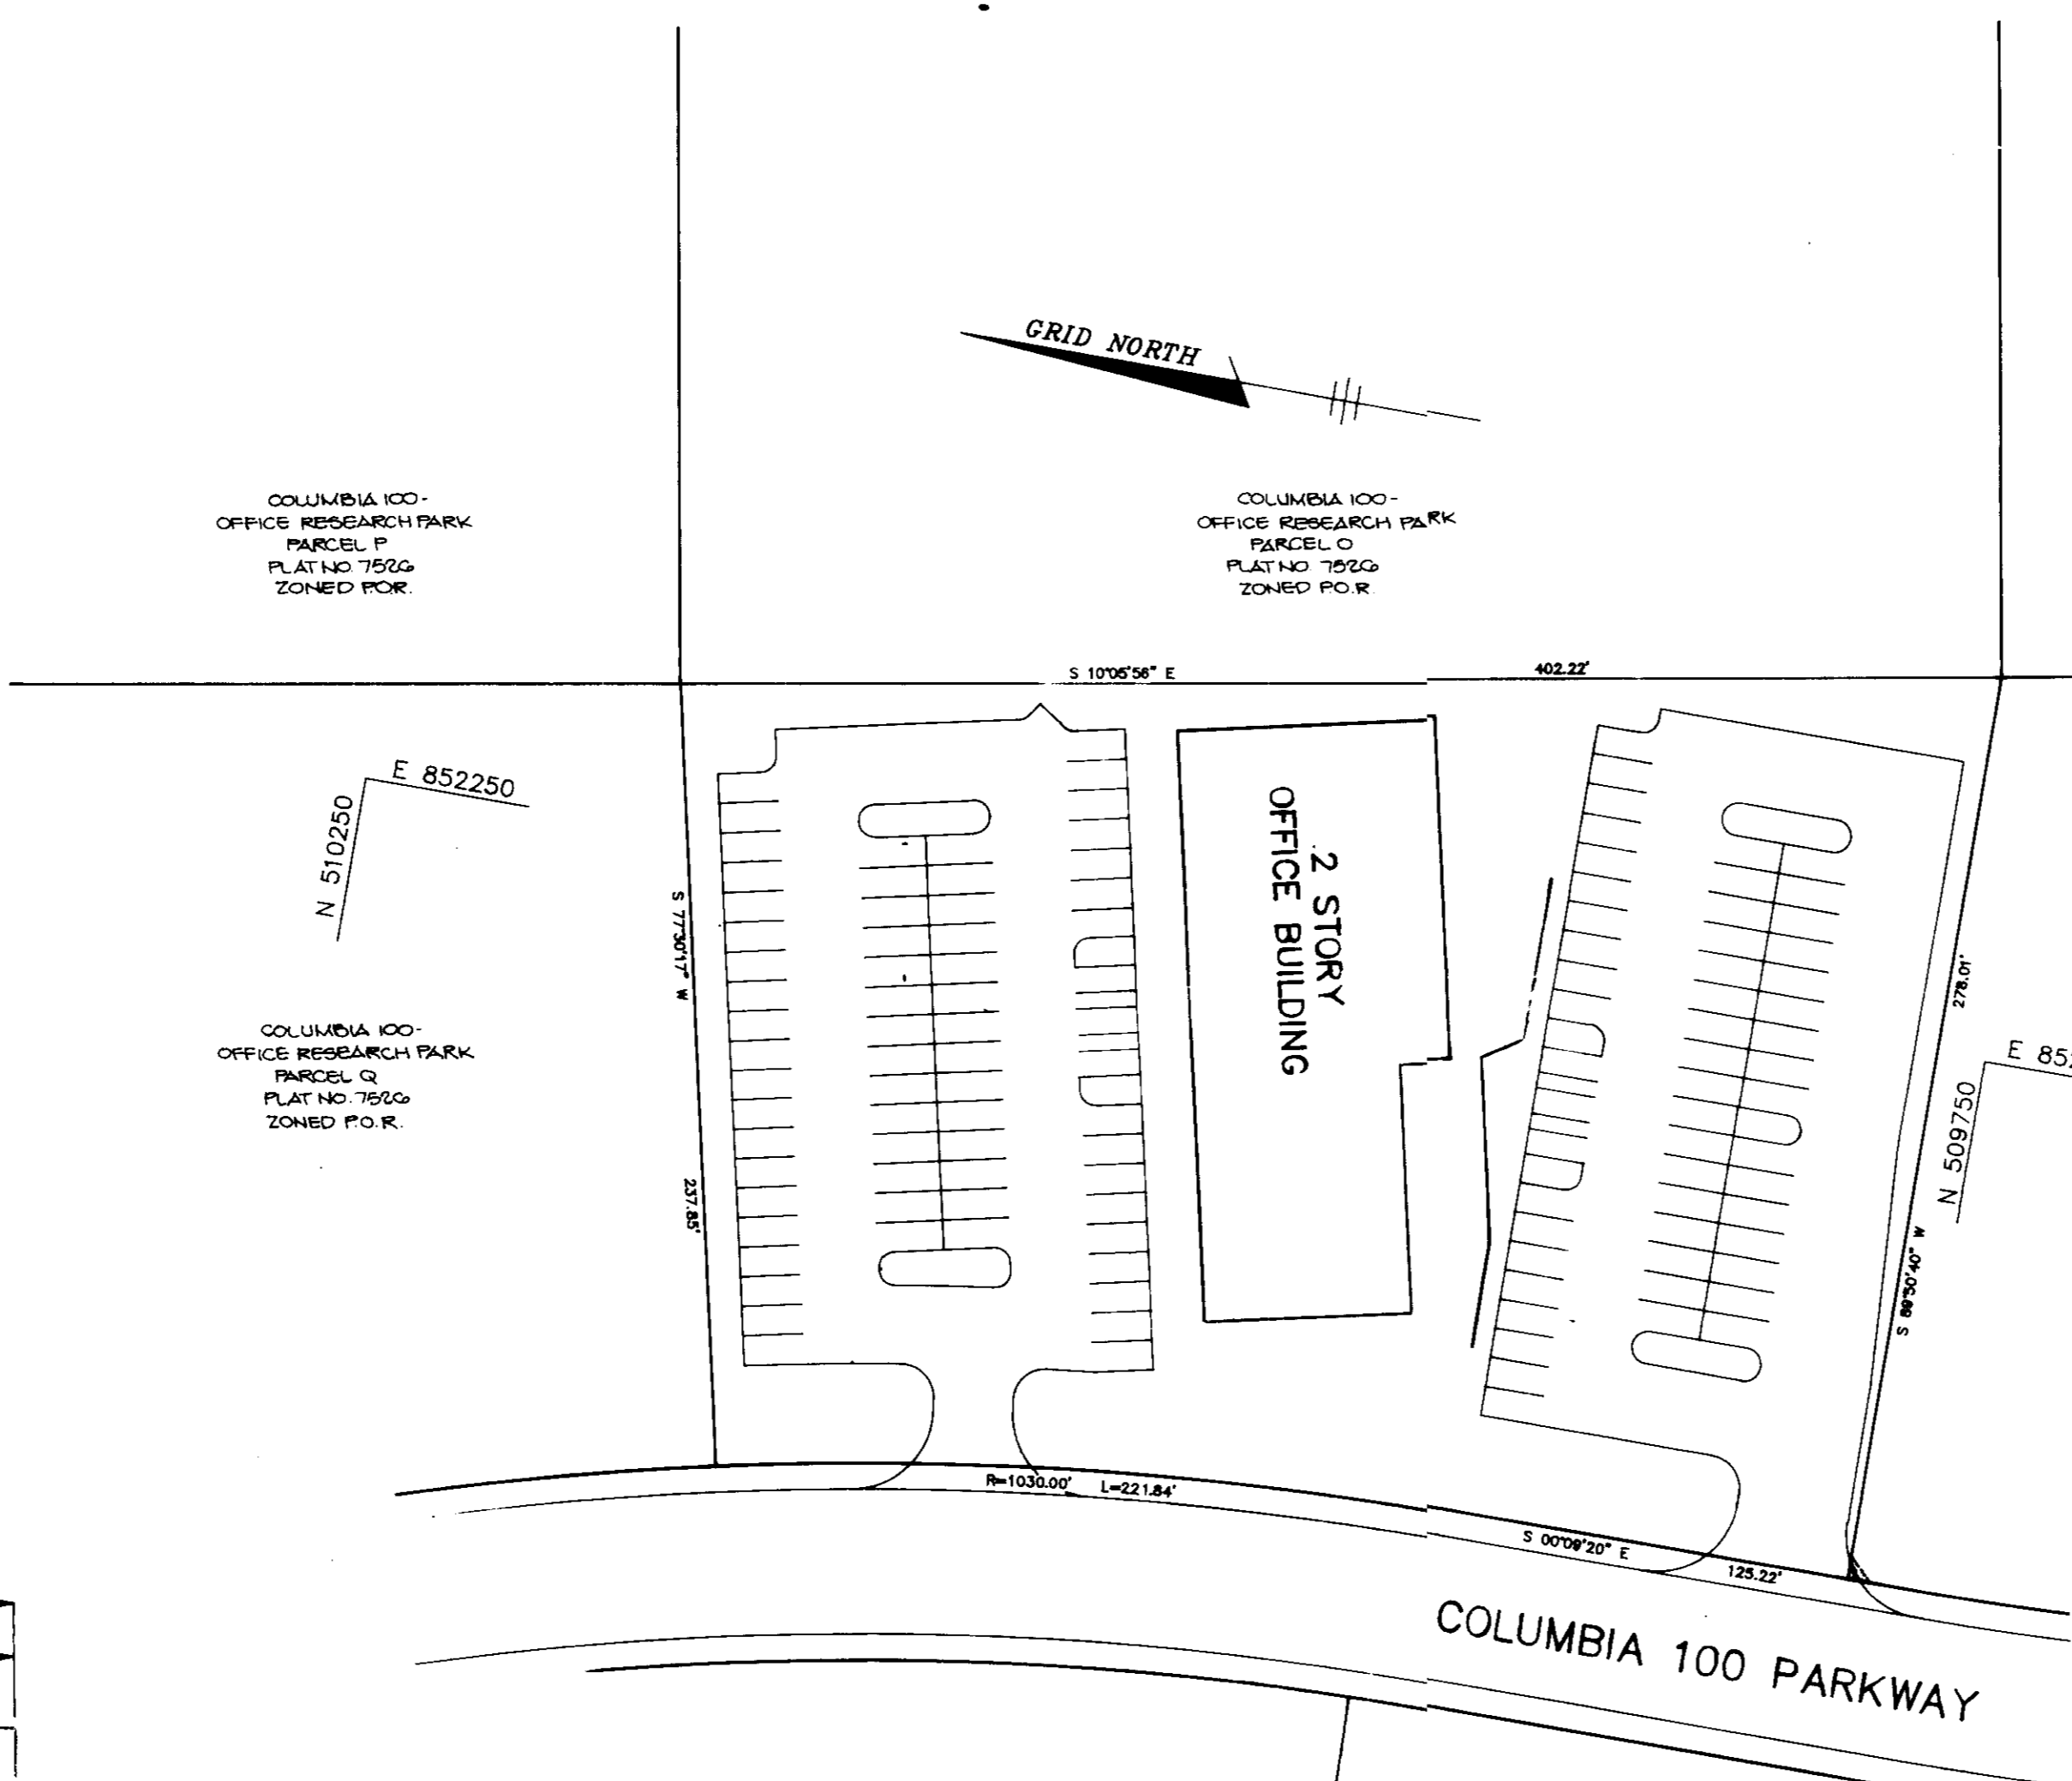 GRID NORTH
COLUMBIA 100-
OFFICE RESEARCH PARK
PARCEL P
PLAT NO. 7526
ZONED P.O.R.
COLUMBIA 100-
OFFICE RESEARCH PARK
PARCEL O
PLAT NO. 7526
ZONED P.O.R.
S 10°05'56" E
402.22'
E 852250
N 510250
2 STORY
OFFICE BUILDING
S 77°30'17" W
237.85'
278.01'
S 89°50'40" W
N 509750
COLUMBIA 100-
OFFICE RESEARCH PARK
PARCEL Q
PLAT NO. 7526
ZONED P.O.R.
R=1030.00'
L=221.84'
S 00°09'20" E
125.22'
COLUMBIA 100 PARKWAY